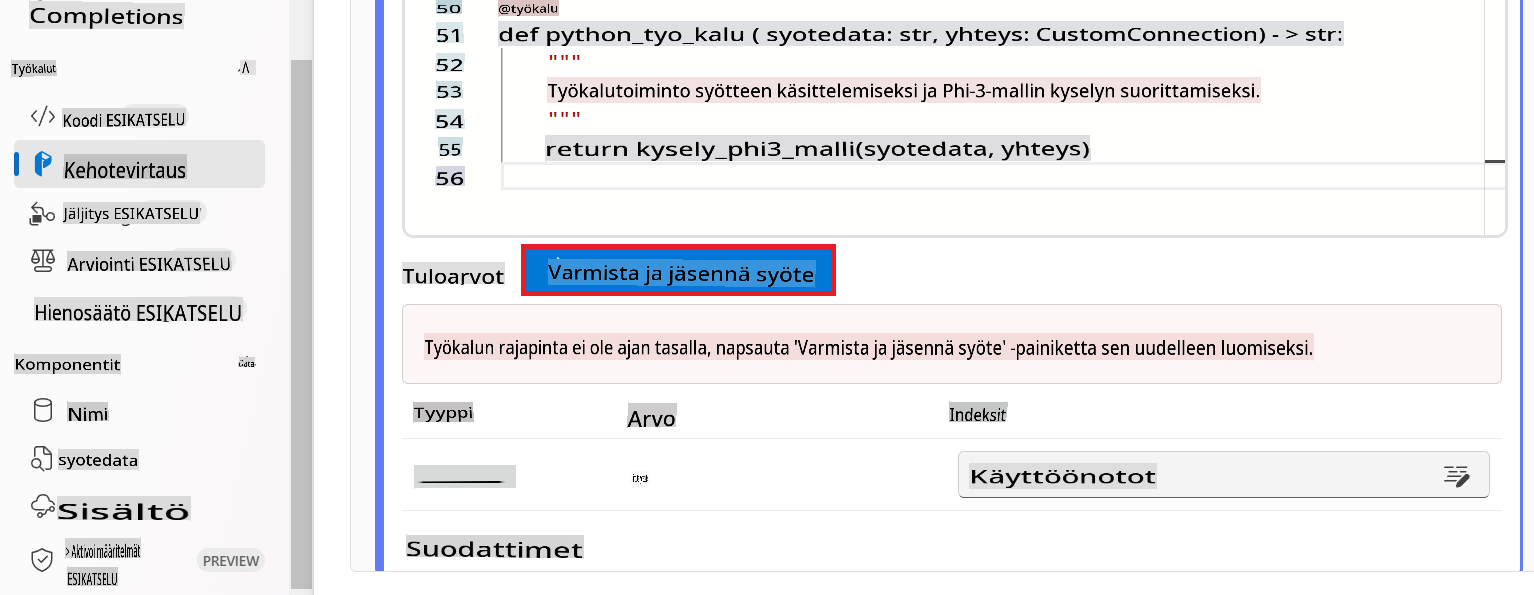 Completions
Työkalut
Koodi ESIKATSELU
Kehotevirtaus
Jäljitys ESIKATSELU
Arviointi ESIKATSELU
Hienosäätö ESIKATSELU
Komponentit
Data
Nimi
syotedata
Sisältö
> Aktivoi määritelmät
ESIKATSELU
PREVIEW
50 @työkalu
51 def python_tyo_kalu ( syotedata: str, yhteys: CustomConnection) - > str:
52 """
53 Työkalutoiminto syötteen käsittelemiseksi ja Phi-3-mallin kyselyn suorittamiseksi.
54 """
55 return kysely_phi3_malli(syotedata, yhteys)
56
Tuloarvot Varmista ja jäsennä syöte
Työkalun rajapinta ei ole ajan tasalla, napsauta 'Varmista ja jäsennä syöte' -painiketta sen uudelleen luomiseksi.
Tyyppi Arvo Indeksit
Käyttöönotot
Suodattimet